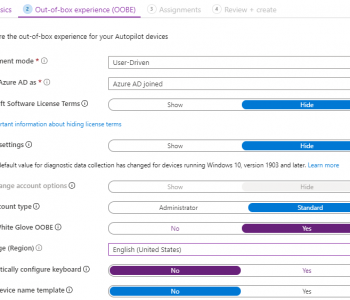 sics 2 Out-of-box experience (OOBE) 3 Assignments 4 Review + create
re the out-of-box experience for your Autopilot devices
ment mode * User-Driven
Azure AD as * Azure AD joined
ft Software License Terms Show Hide
rtant information about hiding license terms
settings Show Hide
default value for diagnostic data collection has changed for devices running Windows 10, version 1903 and later. Learn more
ange account options Show Hide
count type Administrator Standard
White Glove OOBE No Yes
ge (Region) English (United States)
tically configure keyboard No Yes
device name template No Yes